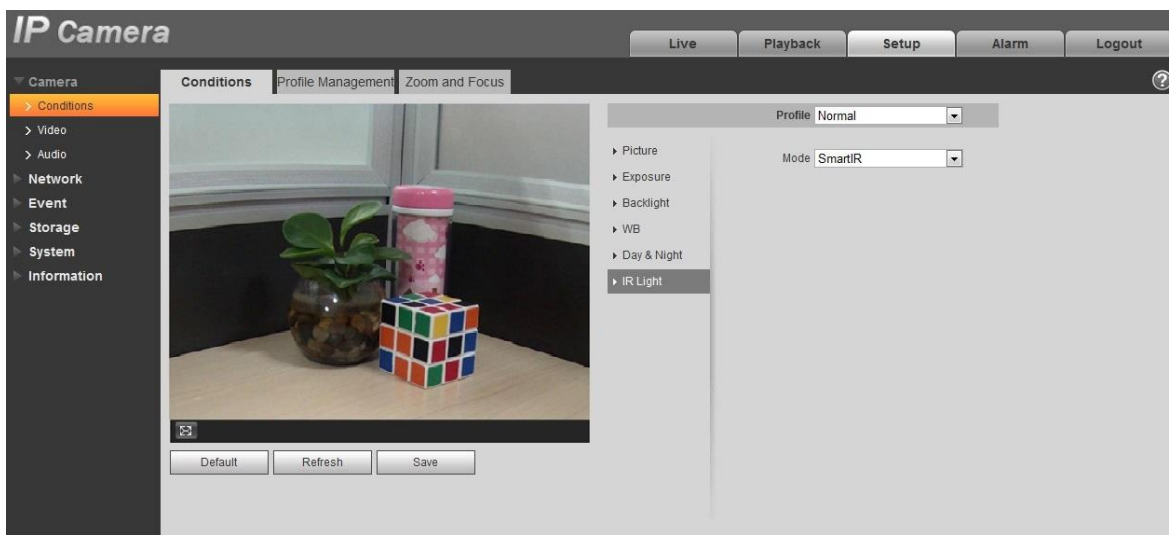 IP Camera
Live
Playback
Setup
Alarm
Logout
Camera
Conditions
Video
Audio
Network
Event
Storage
System
Information
Conditions
Profile Management
Zoom and Focus
?
Profile Normal
Picture
Exposure
Backlight
WB
Day & Night
IR Light
Mode SmartIR
Default
Refresh
Save